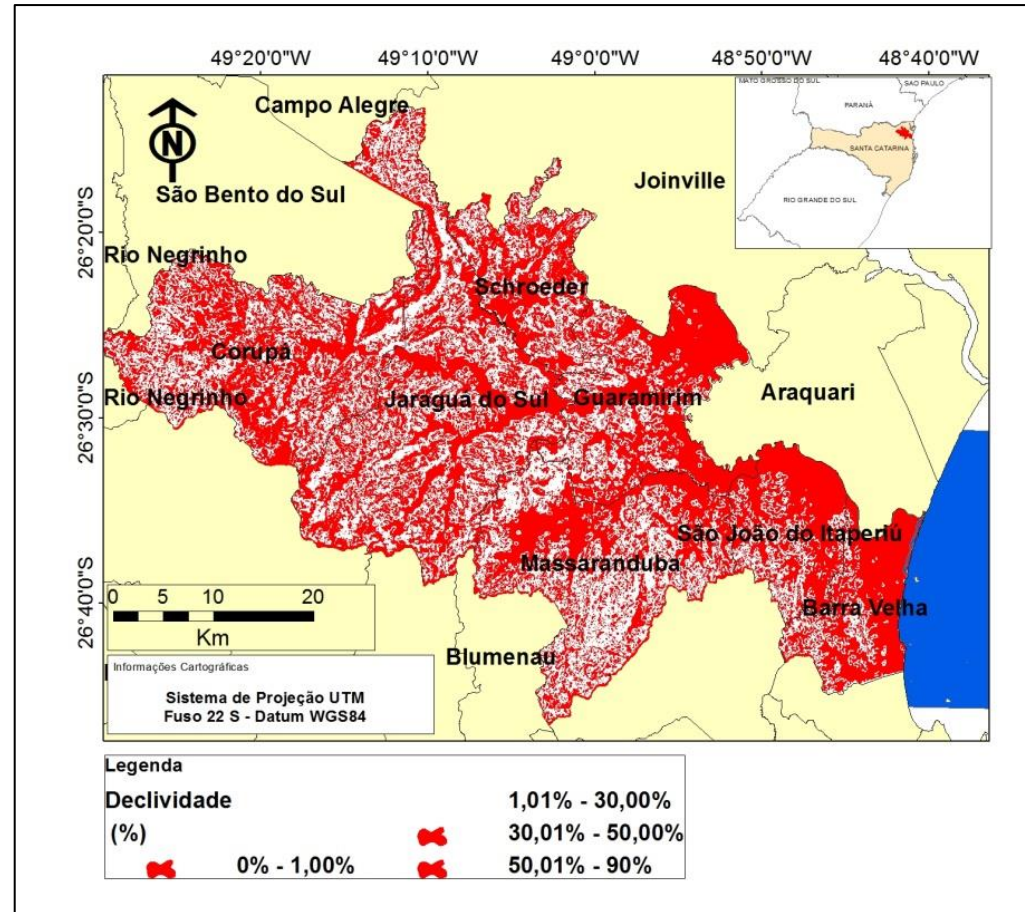 49°20'0"W 49°10'0"W 49°0'0"W 48°50'0"W 48°40'0"W
MATO GROSSO DO SUL
SAO PAULO
PARANÁ
SANTA CATARINA
RIO GRANDE DO SUL
Campo Alegre
N
São Bento do Sul
Joinville
26°20'0"S
Rio Negrinho
Schroeder
Corupá
Araquari
Rio Negrinho
Jaraguá do Sul
Guaramirim
26°30'0"S
São João do Itaperiú
Massaranduba
26°40'0"S
0 5 10 20
Km
Barra Velha
Blumenau
Informações Cartográficas
Sistema de Projeção UTM
Fuso 22 S - Datum WGS84
Legenda
Declividade 1,01% - 30,00%
(%) 30,01% - 50,00%
0% - 1,00% 50,01% - 90%